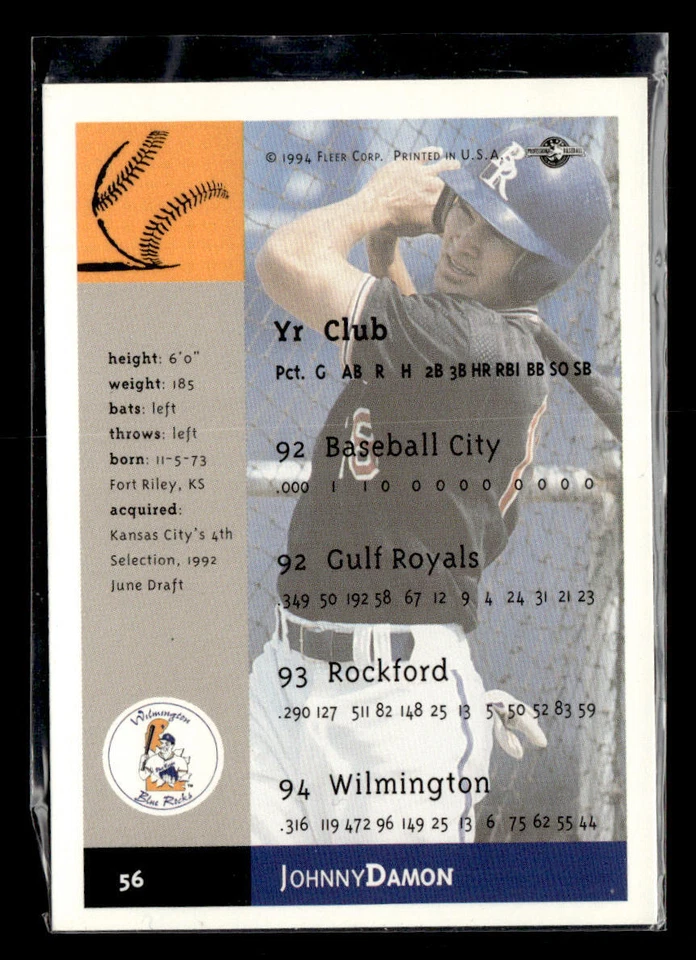 © 1994 Fleer Corp. Printed in U.S.A.
PROFESSIONAL BASEBALL
BR
height: 6'0"
weight: 185
bats: left
throws: left
born: 11-5-73
Fort Riley, KS
acquired:
Kansas City's 4th
Selection, 1992
June Draft
Wilmington
Blue Rocks
Yr Club
Pct. G AB R H 2B 3B HR RBI BB SO SB
92 Baseball City
.000 1 1 0 0 0 0 0 0 0 0 0
92 Gulf Royals
.349 50 192 58 67 12 9 4 24 31 21 23
93 Rockford
.290 127 511 82 148 25 13 5 50 52 83 59
94 Wilmington
.316 119 472 96 149 25 13 6 75 62 55 44
56
JohnnyDamon